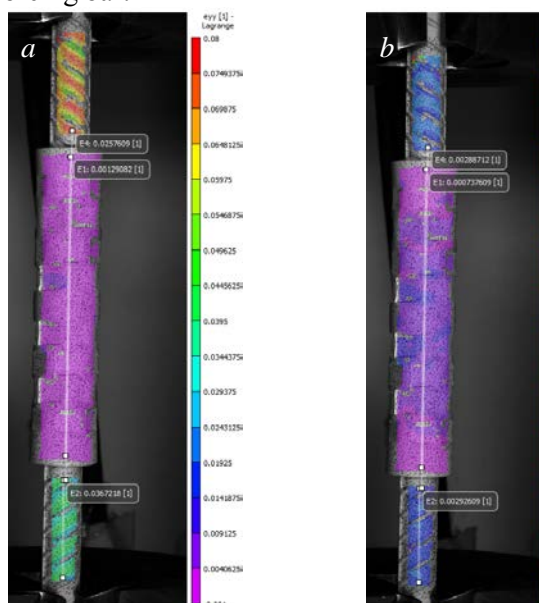 a
b
eyy [1] -
Lagrange
0.08
0.0749375
0.069875
0.0648125
0.05975
0.0546875
0.049625
0.0445625
0.0395
0.0344375
0.029375
0.0243125
0.01925
0.0141875
0.009125
0.0040625
E4: 0.0257609 [1]
E1: 0.00129082 [1]
E2: 0.0367218 [1]
E4: 0.00288712 [1]
E1: 0.000737609 [1]
E2: 0.00292609 [1]